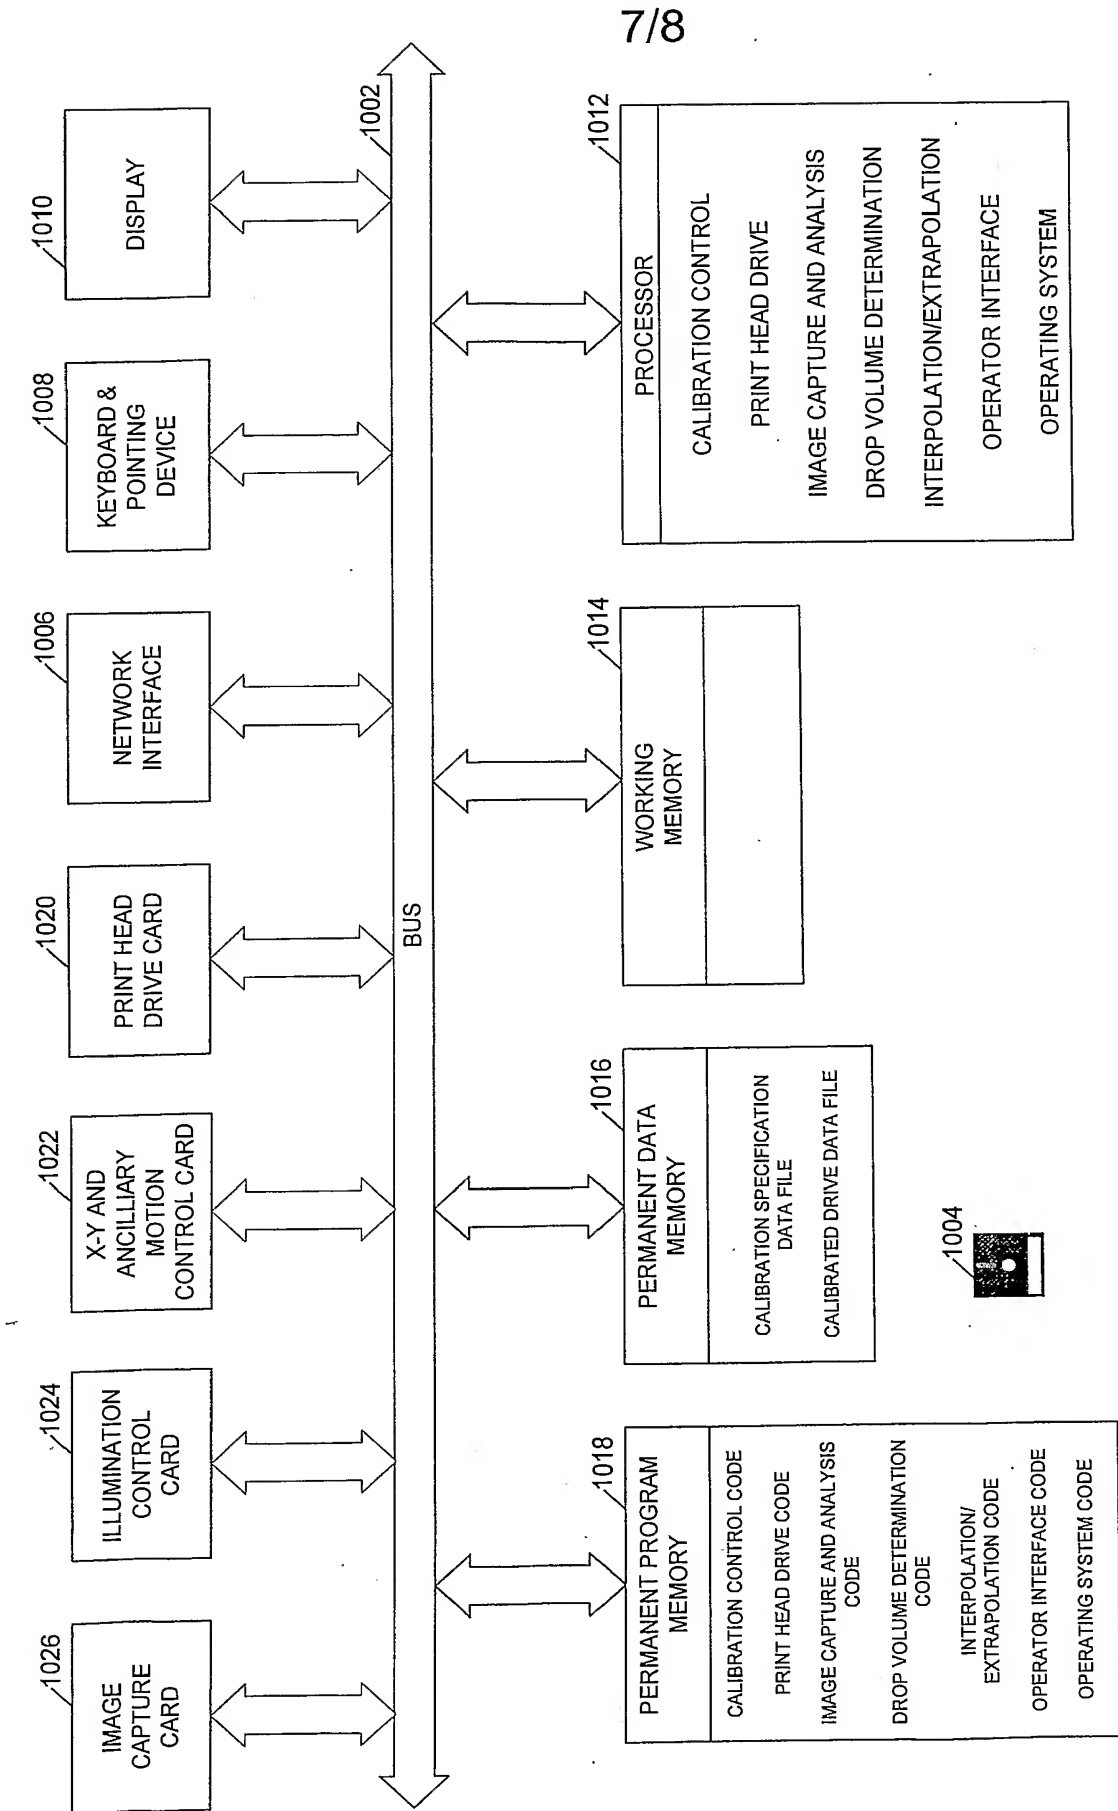 7/8
1026
IMAGE
CAPTURE
CARD
1024
ILLUMINATION
CONTROL
CARD
1022
X-Y AND
ANCILLIARY
MOTION
CONTROL CARD
1020
PRINT HEAD
DRIVE CARD
1006
NETWORK
INTERFACE
1008
KEYBOARD &
POINTING
DEVICE
1010
DISPLAY
1002
BUS
1018
PERMANENT PROGRAM
MEMORY
CALIBRATION CONTROL CODE
PRINT HEAD DRIVE CODE
IMAGE CAPTURE AND ANALYSIS
CODE
DROP VOLUME DETERMINATION
CODE
INTERPOLATION/
EXTRAPOLATION CODE
OPERATOR INTERFACE CODE
OPERATING SYSTEM CODE
1016
PERMANENT DATA
MEMORY
CALIBRATION SPECIFICATION
DATA FILE
CALIBRATED DRIVE DATA FILE
1004
1014
WORKING
MEMORY
1012
PROCESSOR
CALIBRATION CONTROL
PRINT HEAD DRIVE
IMAGE CAPTURE AND ANALYSIS
DROP VOLUME DETERMINATION
INTERPOLATION/EXTRAPOLATION
OPERATOR INTERFACE
OPERATING SYSTEM